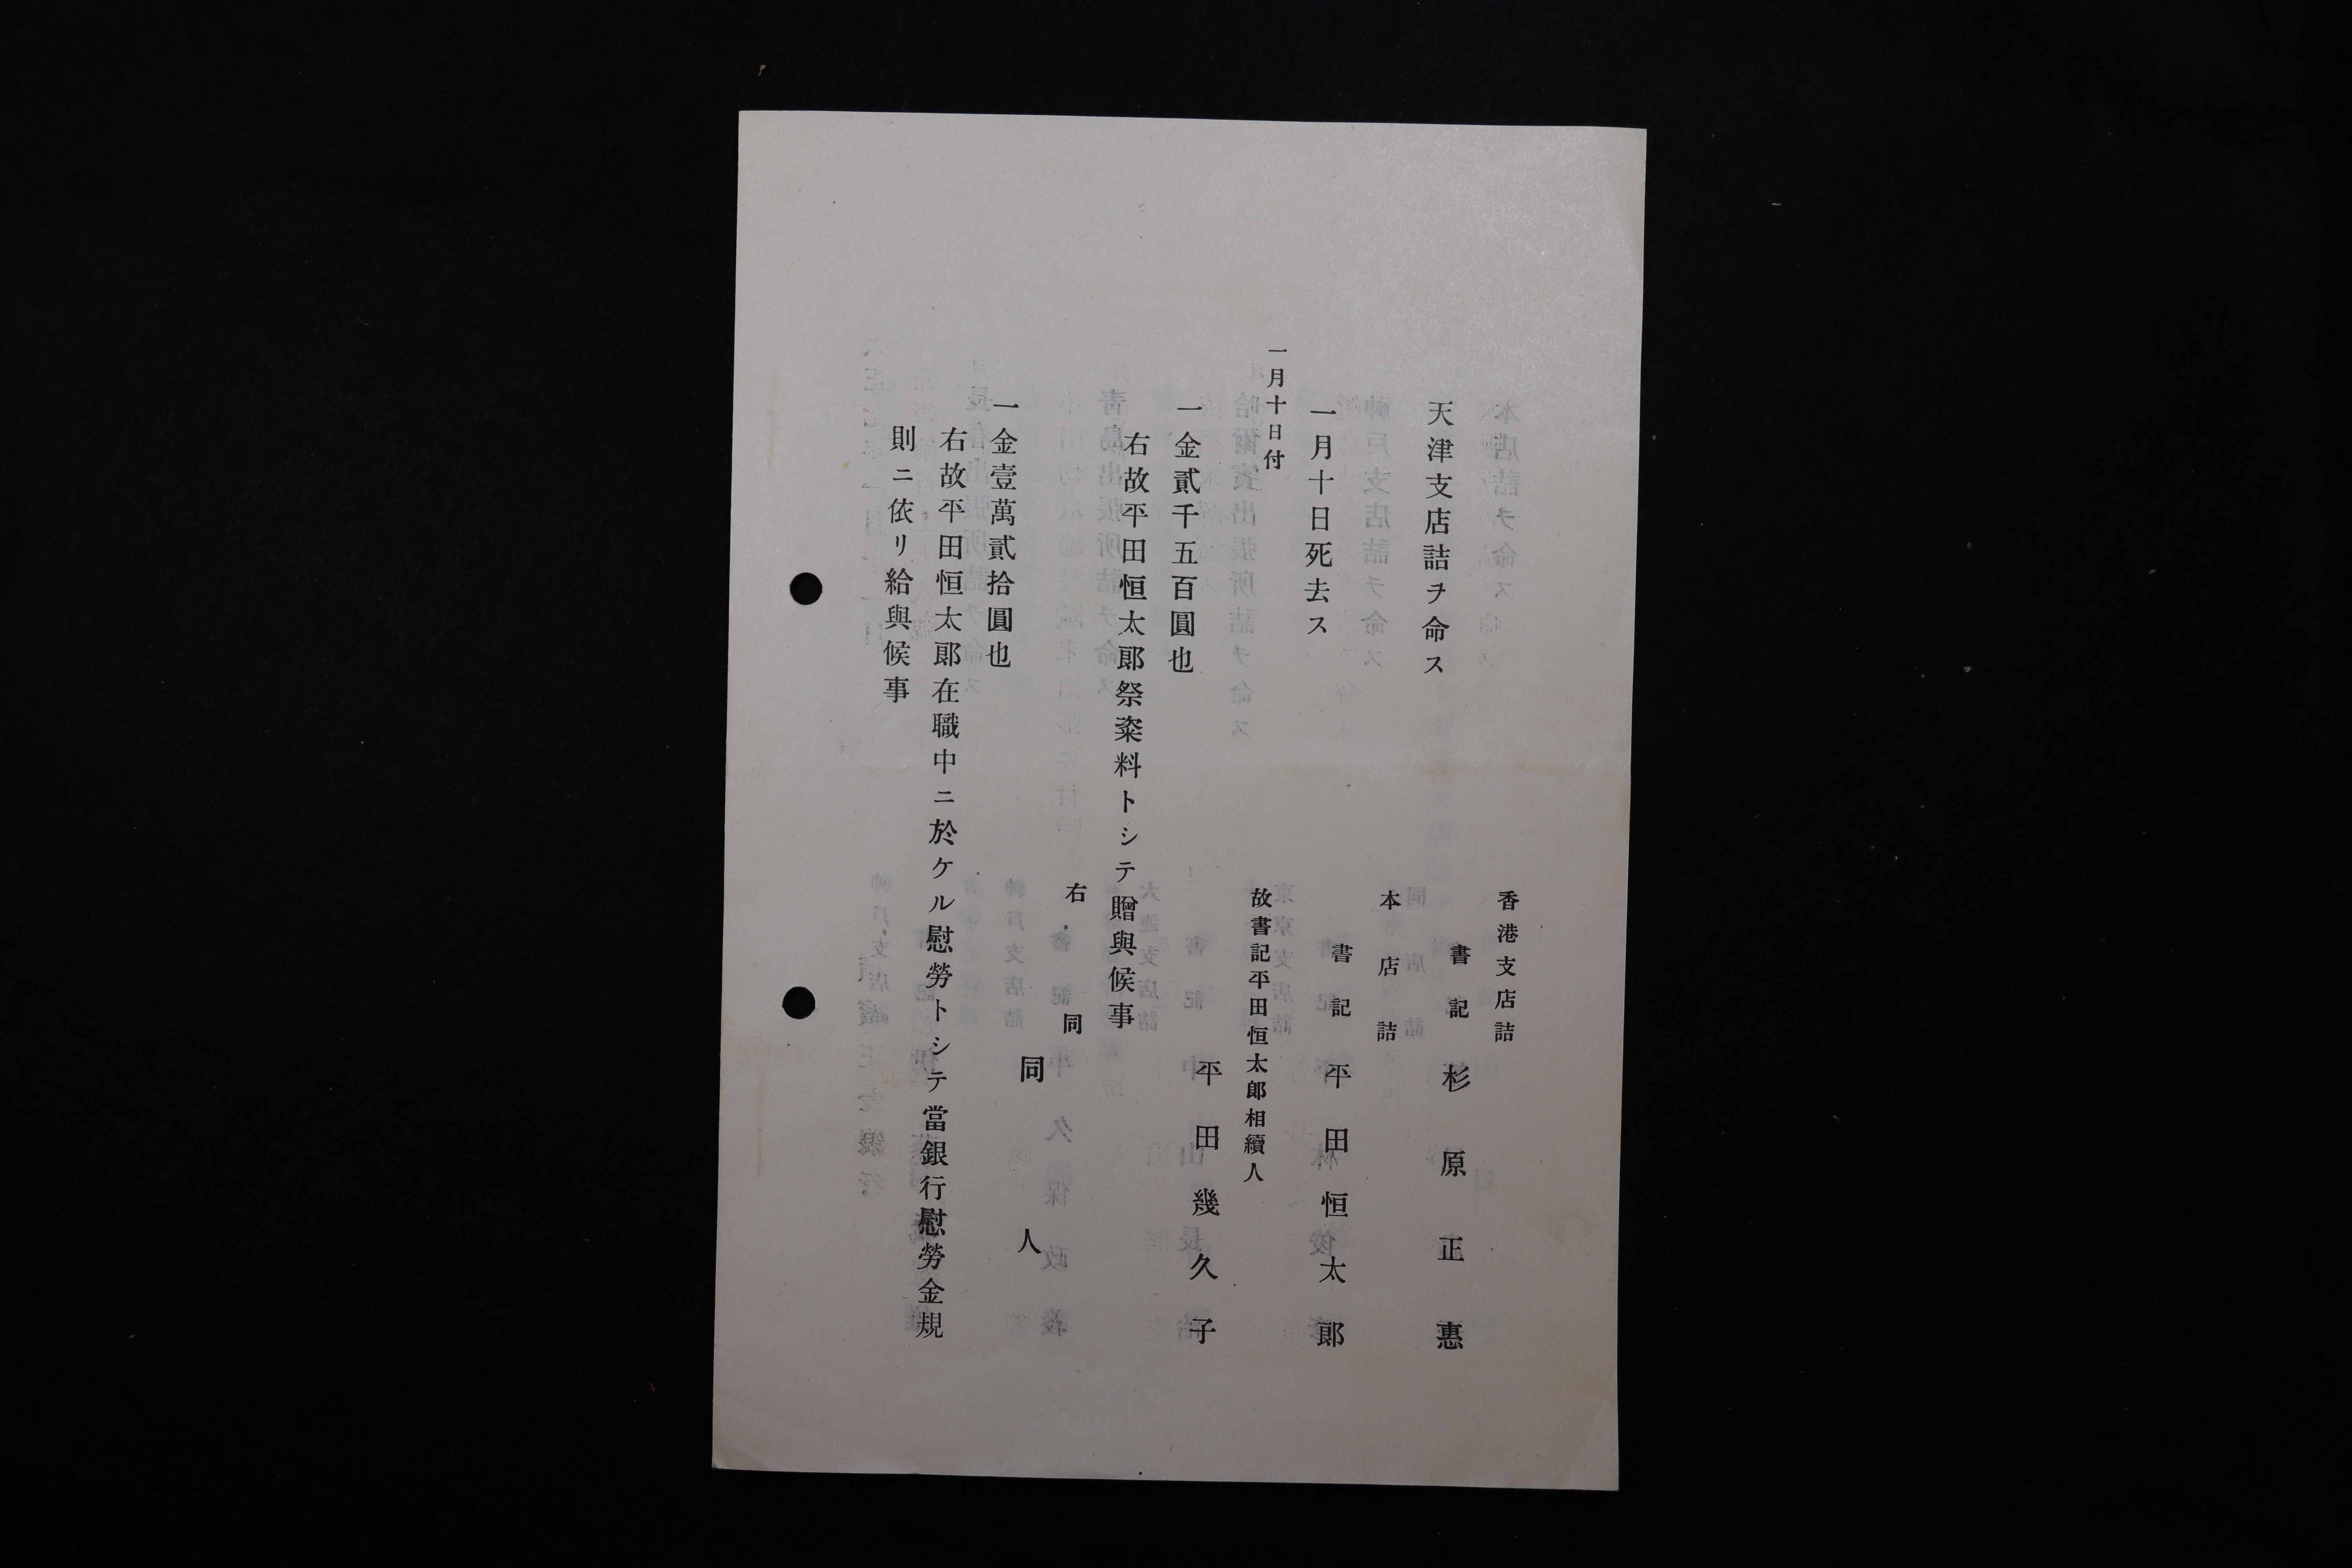 香港支店詰
書記 杉原正惠
天津支店詰ヲ命ス
本店詰
書記 平田恒太郎
一月十日死去ス
一月十日付
故書記平田恒太郎相續人
平田幾久子
一金貳千五百圓也
右故平田恒太郎祭粢料トシテ贈與候事
右同
同人
一金壹萬貳拾圓也
右故平田恒太郎在職中ニ於ケル慰勞トシテ當銀行慰勞金規
則ニ依リ給與候事